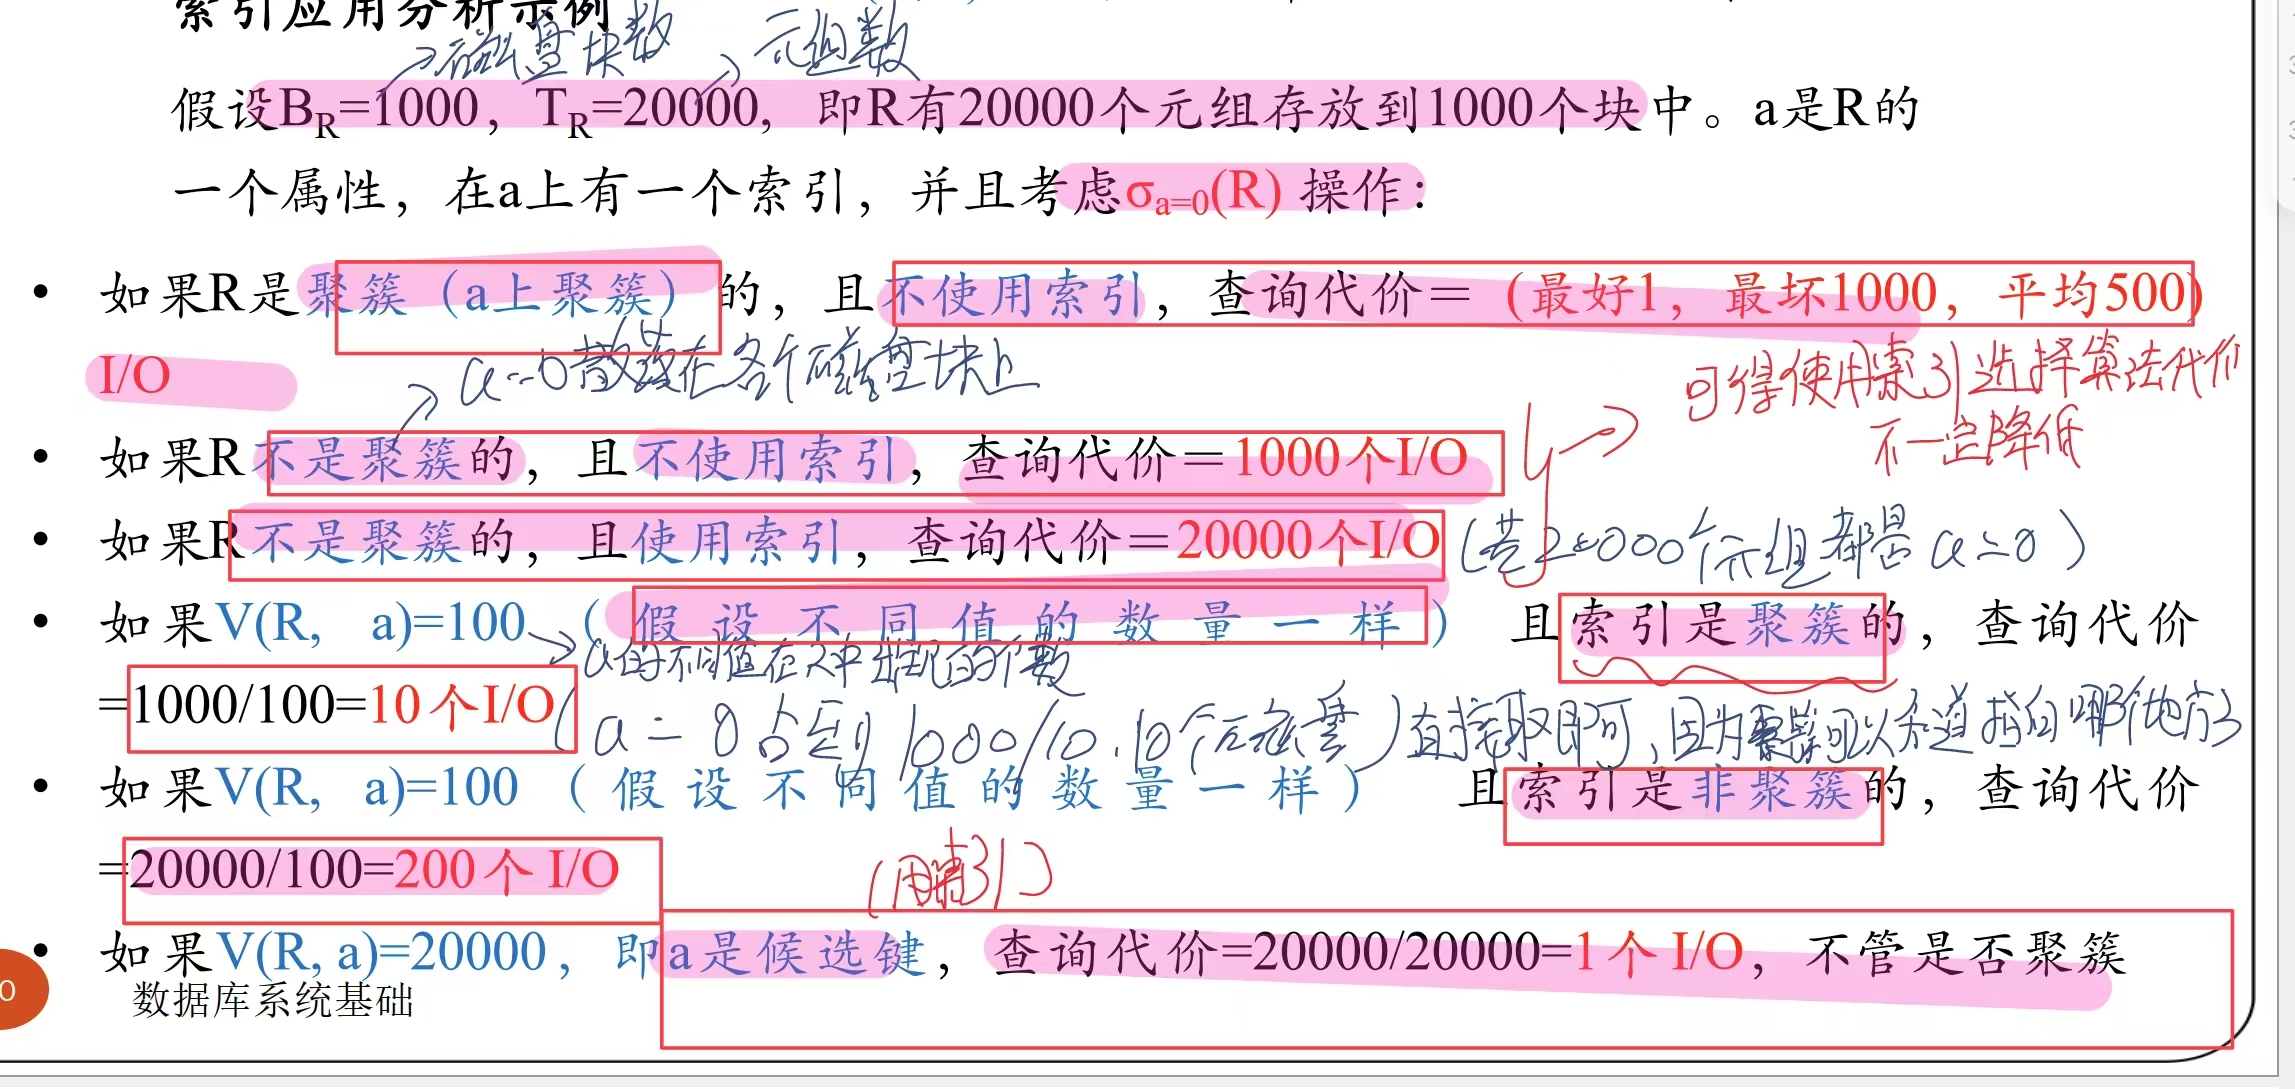 索引应用分析示例
→磁盘块数 →元组数
假设B_R=1000，T_R=20000，即R有20000个元组存放到1000个块中。a是R的
一个属性，在a上有一个索引，并且考虑σ_a=0(R) 操作：
• 如果R是聚簇（a上聚簇）的，且不使用索引，查询代价＝（最好1，最坏1000，平均500)
I/O
→a=0散落在各个磁盘块上
可得使用索引选择算法代价
不一定降低
• 如果R不是聚簇的，且不使用索引，查询代价＝1000个I/O
• 如果R不是聚簇的，且使用索引，查询代价＝20000个I/O
(若20000个元组都是a=0)
• 如果V(R, a)=100（假设不同值的数量一样） 且索引是聚簇的，查询代价
→a的不同值在R中出现的个数
=1000/100=10个I/O
(a=0占到1000/10.10个磁盘)直接取即可，因为聚簇可以知道指向哪个地方
• 如果V(R, a)=100（假设不同值的数量一样） 且索引是非聚簇的，查询代价
=20000/100=200个 I/O
(用索引)
• 如果V(R, a)=20000，即a是候选键，查询代价=20000/20000=1个 I/O，不管是否聚簇
0
数据库系统基础